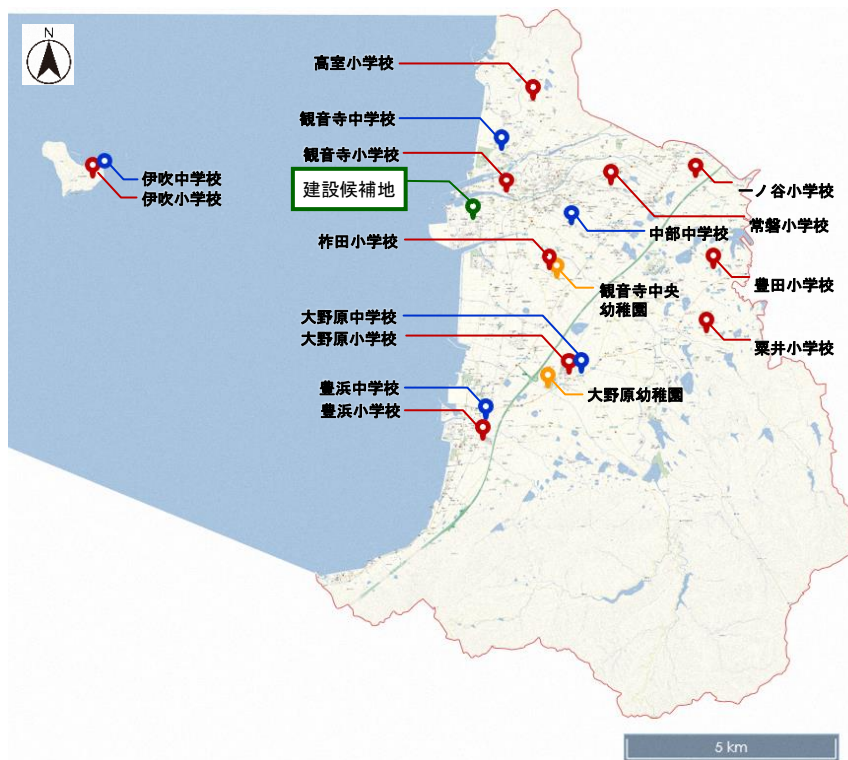 N
高室小学校
観音寺中学校
観音寺小学校
建設候補地
伊吹中学校
伊吹小学校
一ノ谷小学校
常磐小学校
中部中学校
柞田小学校
豊田小学校
観音寺中央
幼稚園
大野原中学校
大野原小学校
粟井小学校
豊浜中学校
豊浜小学校
大野原幼稚園
5 km